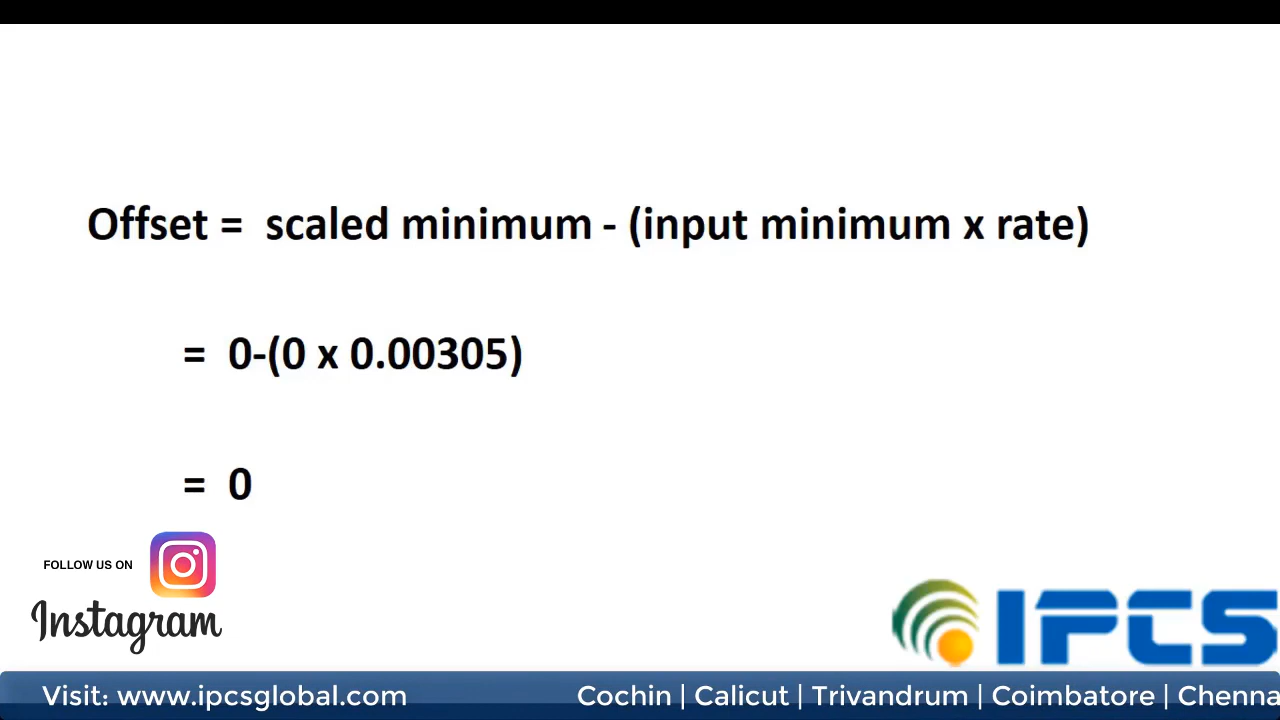 Offset = scaled minimum - (input minimum x rate)
= 0-(0 x 0.00305)
= 0
FOLLOW US ON
Instagram
IPCS
Visit: www.ipcsglobal.com
Cochin | Calicut | Trivandrum | Coimbatore | Chenna